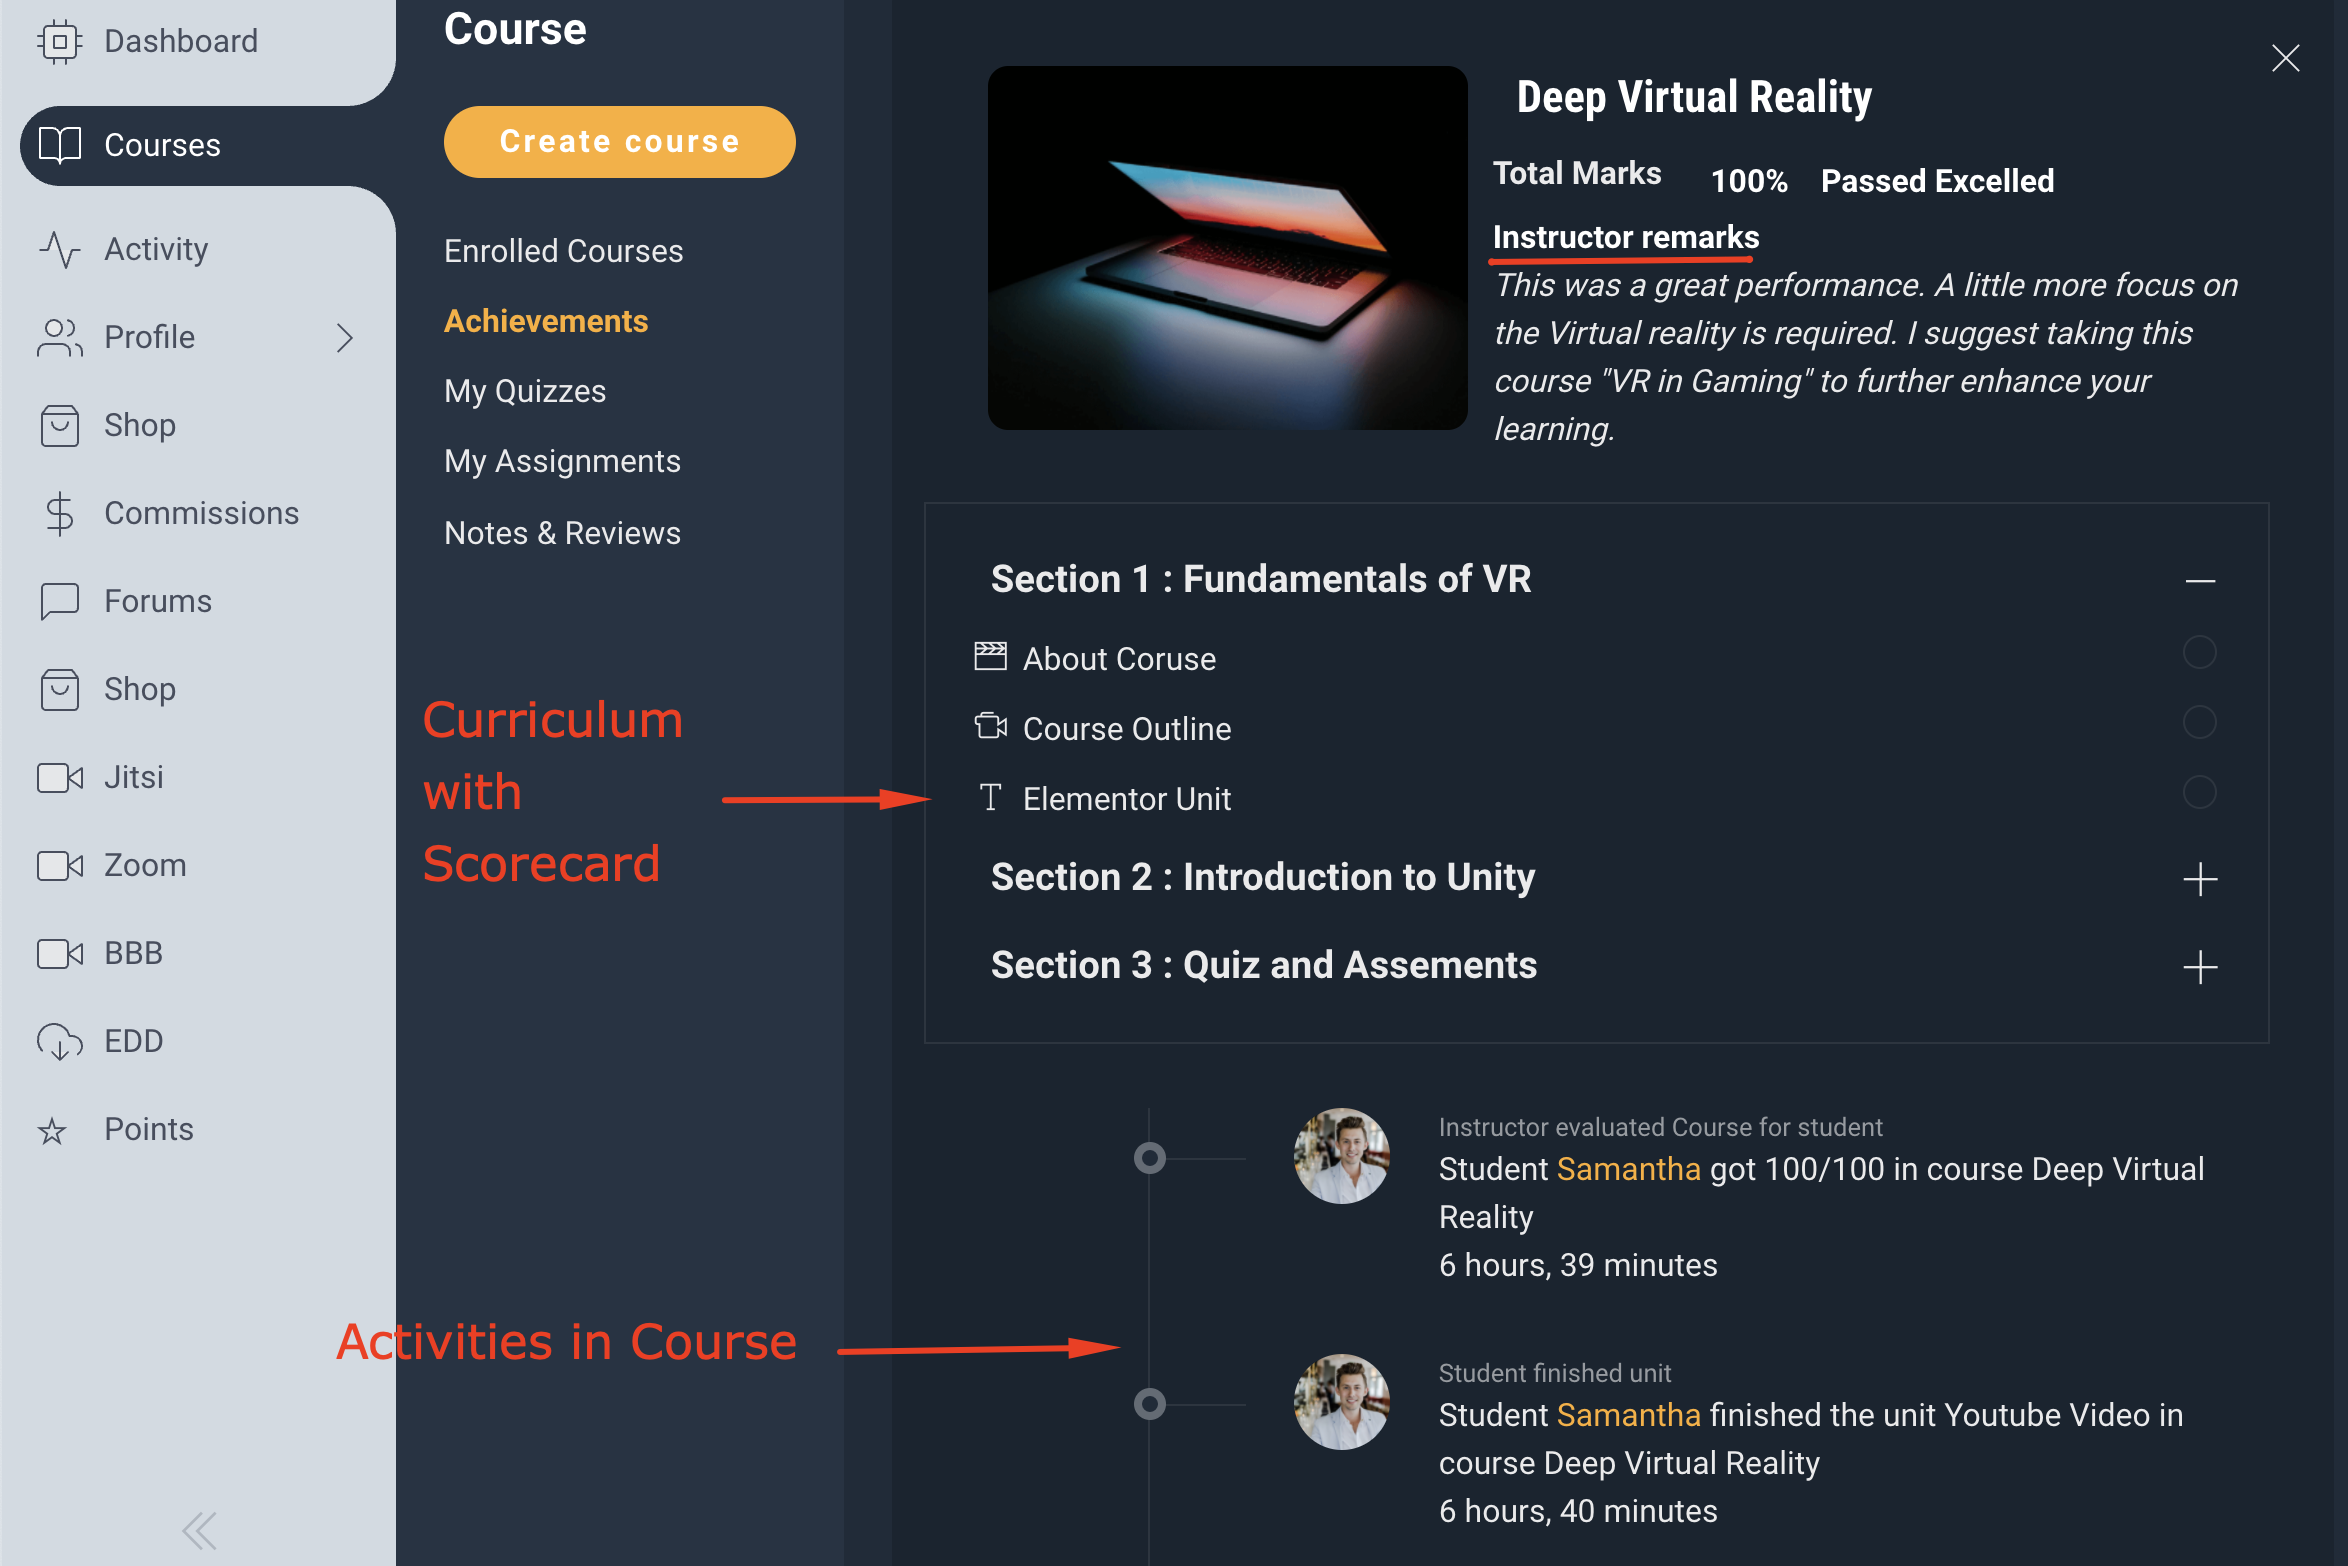 Dashboard
Courses
Activity
Profile
Shop
Commissions
Forums
Shop
Jitsi
Zoom
BBB
EDD
Points
Course
Create course
Enrolled Courses
Achievements
My Quizzes
My Assignments
Notes & Reviews
Curriculum
with
Scorecard
Activities in Course
Deep Virtual Reality
Total Marks 100% Passed Excelled
Instructor remarks
This was a great performance. A little more focus on
the Virtual reality is required. I suggest taking this
course "VR in Gaming" to further enhance your
learning.
Section 1 : Fundamentals of VR
About Coruse
Course Outline
Elementor Unit
Section 2 : Introduction to Unity
Section 3 : Quiz and Assements
Instructor evaluated Course for student
Student Samantha got 100/100 in course Deep Virtual
Reality
6 hours, 39 minutes
Student finished unit
Student Samantha finished the unit Youtube Video in
course Deep Virtual Reality
6 hours, 40 minutes